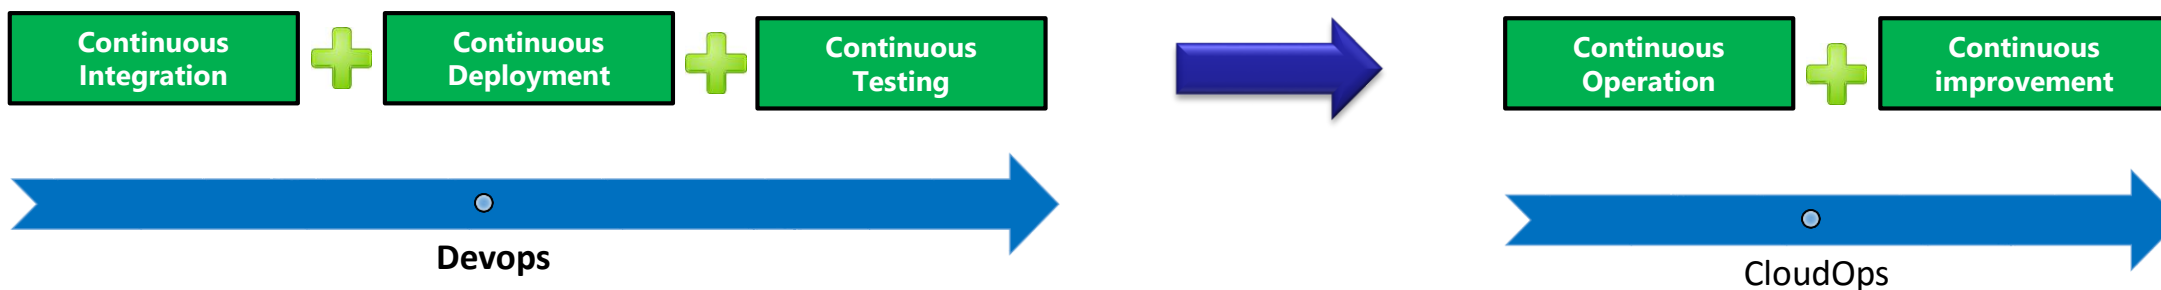 Continuous
Integration
Continuous
Deployment
Continuous
Testing
Continuous
Operation
Continuous
improvement
Devops
CloudOps